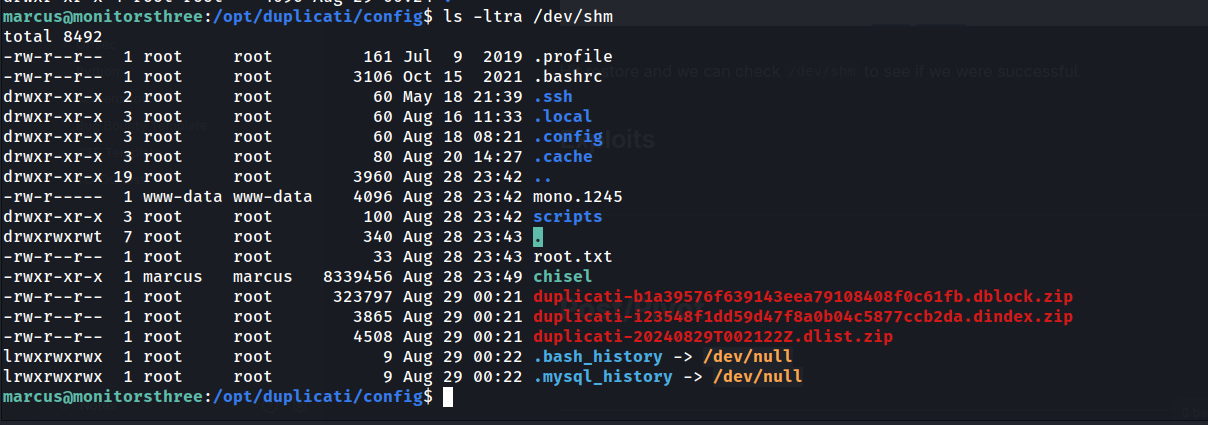 marcus@monitorsthree:/opt/duplicati/config$ ls -ltra /dev/shm
total 8492
-rw-r--r-- 1 root root 161 Jul 9 2019 .profile
-rw-r--r-- 1 root root 3106 Oct 15 2021 .bashrc
drwxr-xr-x 2 root root 60 May 18 21:39 .ssh
drwxr-xr-x 3 root root 60 Aug 16 11:33 .local
drwxr-xr-x 3 root root 60 Aug 18 08:21 .config
drwxr-xr-x 3 root root 80 Aug 20 14:27 .cache
drwxr-xr-x 19 root root 3960 Aug 28 23:42 ..
-rw-r----- 1 www-data www-data 4096 Aug 28 23:42 mono.1245
drwxr-xr-x 3 root root 100 Aug 28 23:42 scripts
drwxrwxrwt 7 root root 340 Aug 28 23:43 .
-rw-r--r-- 1 root root 33 Aug 28 23:43 root.txt
-rwxr-xr-x 1 marcus marcus 8339456 Aug 28 23:49 chisel
-rw-r--r-- 1 root root 323797 Aug 29 00:21 duplicati-b1a39576f639143eea79108408f0c61fb.dblock.zip
-rw-r--r-- 1 root root 3865 Aug 29 00:21 duplicati-i23548f1dd59d47f8a0b04c5877ccb2da.dindex.zip
-rw-r--r-- 1 root root 4508 Aug 29 00:21 duplicati-20240829T002122Z.dlist.zip
lrwxrwxrwx 1 root root 9 Aug 29 00:22 .bash_history -> /dev/null
lrwxrwxrwx 1 root root 9 Aug 29 00:22 .mysql_history -> /dev/null
marcus@monitorsthree:/opt/duplicati/config$